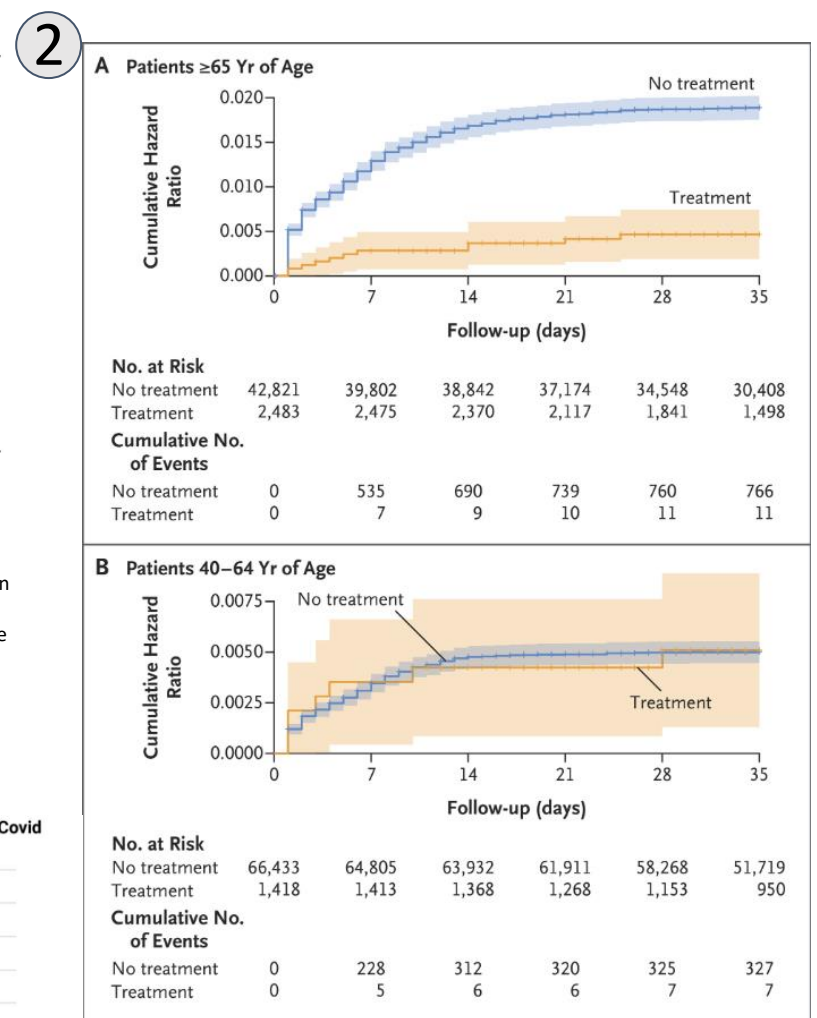 2
A Patients ≥65 Yr of Age
No treatment
Treatment
Cumulative Hazard
Ratio
0.020
0.015
0.010
0.005
0.000
0 7 14 21 28 35
Follow-up (days)
No. at Risk
No treatment 42,821 39,802 38,842 37,174 34,548 30,408
Treatment 2,483 2,475 2,370 2,117 1,841 1,498
Cumulative No.
of Events
No treatment 0 535 690 739 760 766
Treatment 0 7 9 10 11 11
B Patients 40–64 Yr of Age
No treatment
Treatment
Cumulative Hazard
Ratio
0.0075
0.0050
0.0025
0.0000
0 7 14 21 28 35
Follow-up (days)
No. at Risk
No treatment 66,433 64,805 63,932 61,911 58,268 51,719
Treatment 1,418 1,413 1,368 1,268 1,153 950
Cumulative No.
of Events
No treatment 0 228 312 320 325 327
Treatment 0 5 6 6 7 7
n
e
Covid